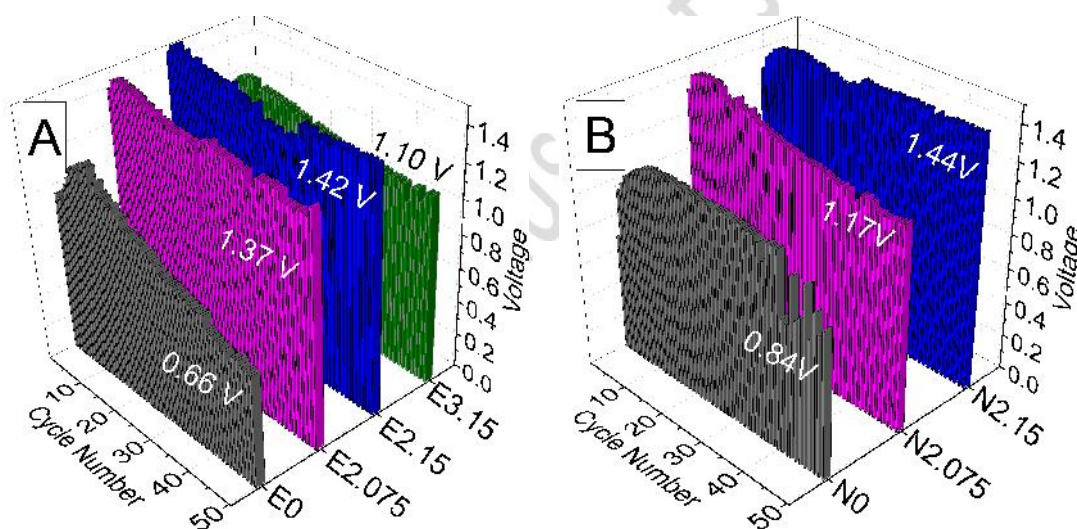 A
0.66 V
1.37 V
1.42 V
1.10 V
1.4
1.2
1.0
0.8
0.6
0.4
0.2
0.0
Voltage
10
20
30
40
50
Cycle Number
E0
E2.075
E2.15
E3.15
B
0.84V
1.17V
1.44V
1.4
1.2
1.0
0.8
0.6
0.4
0.2
0.0
Voltage
10
20
30
40
50
Cycle Number
N0
N2.075
N2.15